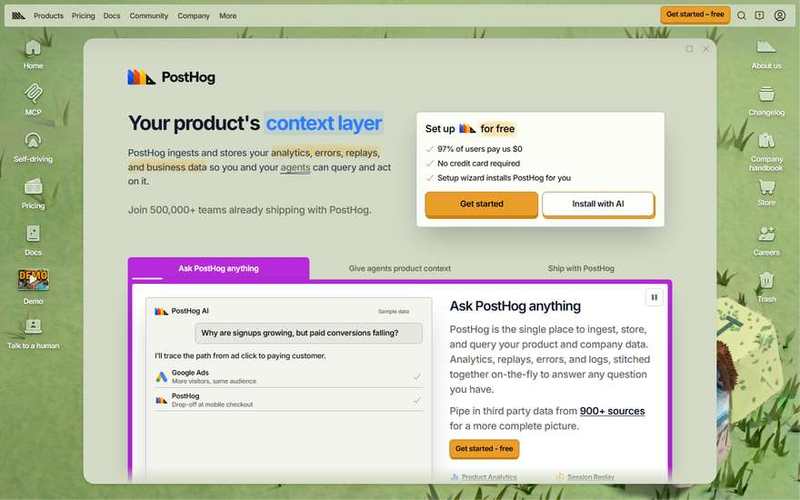 Products Pricing Docs Community Company More
Get started – free
Home
MCP
Self-driving
Pricing
Docs
DEMO
Demo
Talk to a human
About us
Changelog
Company
handbook
Store
Careers
Trash
PostHog
Your product's context layer
PostHog ingests and stores your analytics, errors, replays,
and business data so you and your agents can query and act
on it.
Join 500,000+ teams already shipping with PostHog.
Set up for free
97% of users pay us $0
No credit card required
Setup wizard installs PostHog for you
Get started
Install with AI
Ask PostHog anything
Give agents product context
Ship with PostHog
PostHog AI
Sample data
Why are signups growing, but paid conversions falling?
I'll trace the path from ad click to paying customer.
Google Ads
More visitors, same audience
PostHog
Drop-off at mobile checkout
Ask PostHog anything
PostHog is the single place to ingest, store,
and query your product and company data.
Analytics, replays, errors, and logs, stitched
together on-the-fly to answer any question
you have.
Pipe in third party data from 900+ sources
for a more complete picture.
Get started - free
Product Analytics
Session Replay